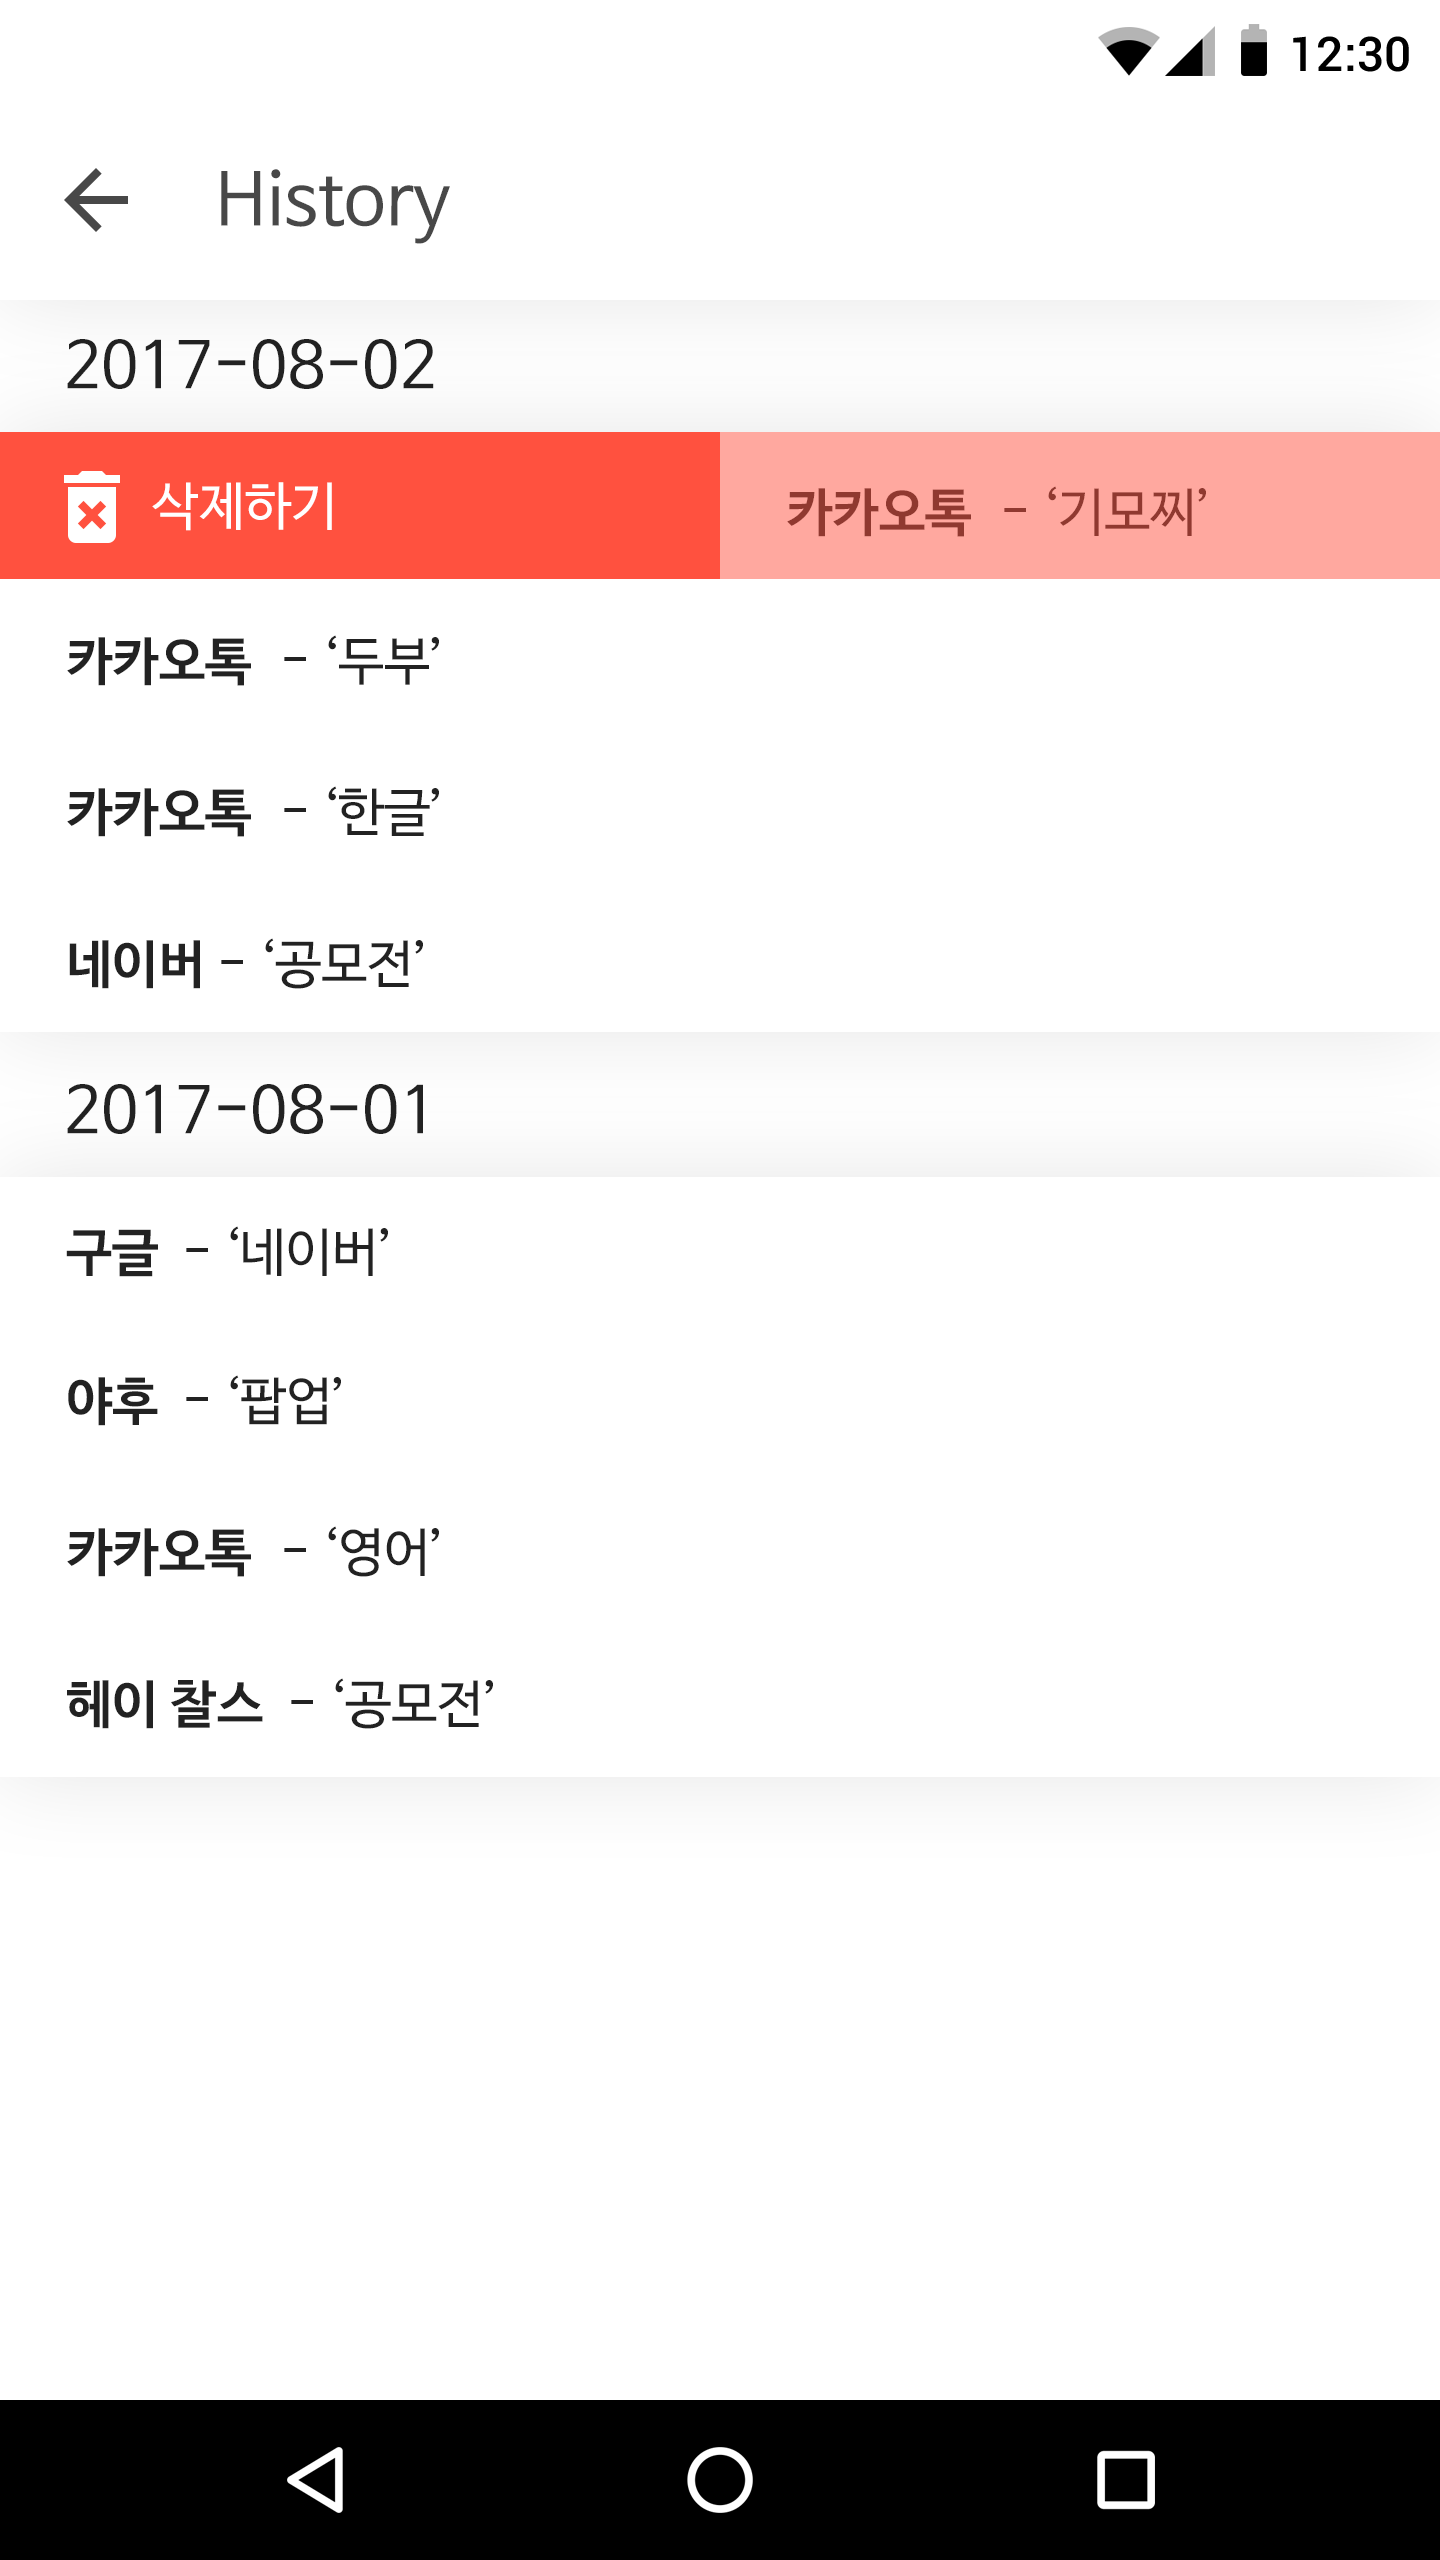 12:30
History
2017-08-02
삭제하기 카카오톡 - ‘기모찌’
카카오톡 - ‘두부’
카카오톡 - ‘한글’
네이버 - ‘공모전’
2017-08-01
구글 - ‘네이버’
야후 - ‘팝업’
카카오톡 - ‘영어’
헤이 찰스 - ‘공모전’